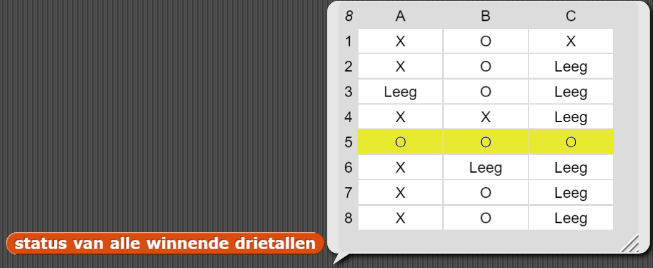 8 A B C
1 X O X
2 X O Leeg
3 Leeg O Leeg
4 X X Leeg
5 O O O
6 X Leeg Leeg
7 X O Leeg
8 X O Leeg
status van alle winnende drietallen